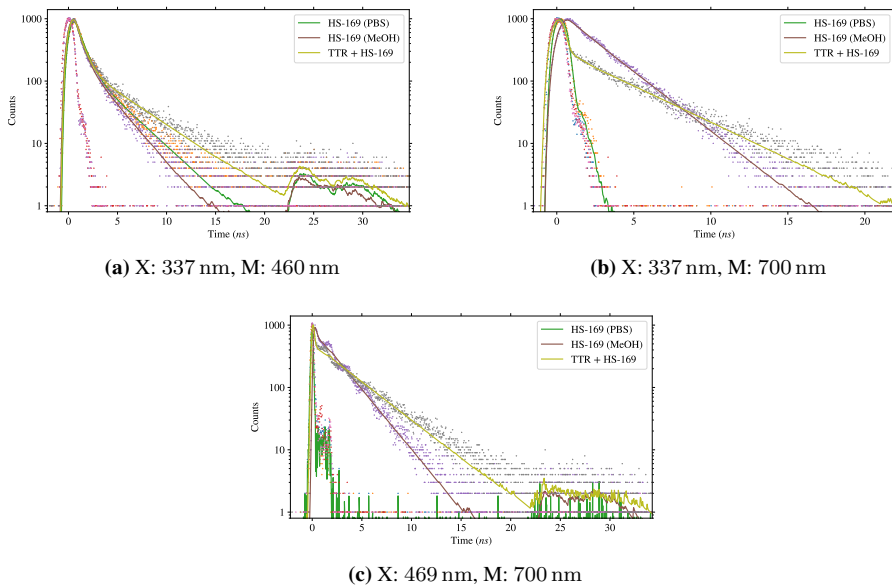 1000
100
10
1
Counts
0
5
10
15
20
25
30
Time (ns)
HS-169 (PBS)
HS-169 (MeOH)
TTR + HS-169
(a) X: 337 nm, M: 460 nm
1000
100
10
1
Counts
0
5
10
15
20
Time (ns)
HS-169 (PBS)
HS-169 (MeOH)
TTR + HS-169
(b) X: 337 nm, M: 700 nm
1000
100
10
1
Counts
0
5
10
15
20
25
30
Time (ns)
HS-169 (PBS)
HS-169 (MeOH)
TTR + HS-169
(c) X: 469 nm, M: 700 nm